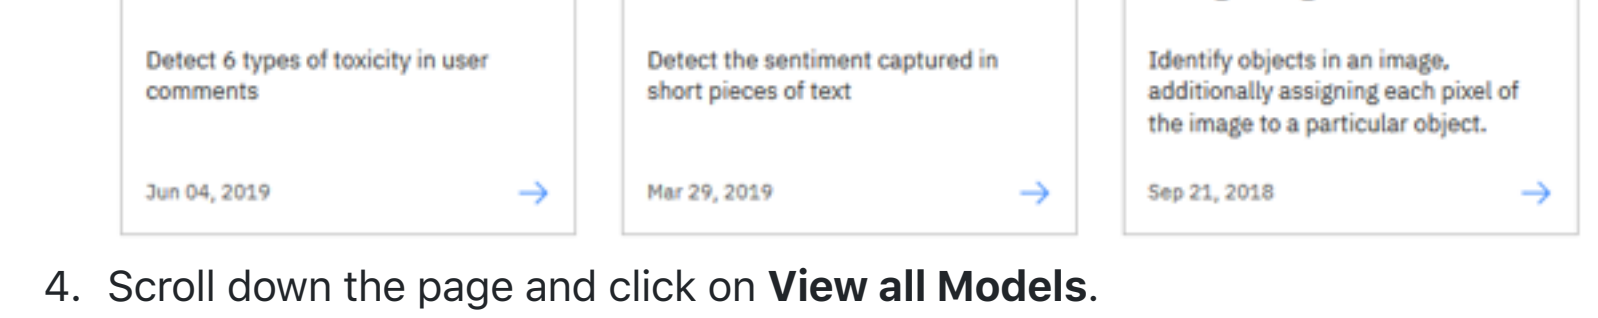 Detect 6 types of toxicity in user
comments
Jun 04, 2019
Detect the sentiment captured in
short pieces of text
Mar 29, 2019
Identify objects in an image,
additionally assigning each pixel of
the image to a particular object.
Sep 21, 2018
4. Scroll down the page and click on View all Models.